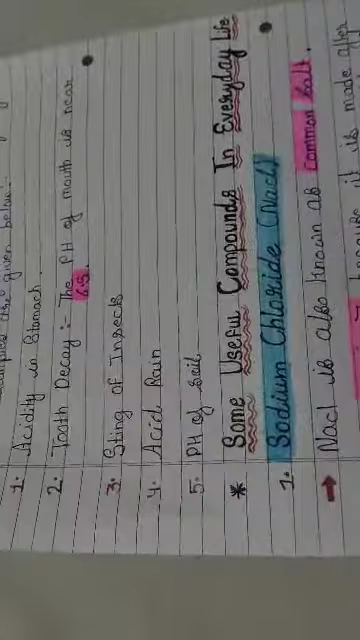 given below:-
1. Acidity in Stomach.
2. Tooth Decay :- The PH of mouth is near
6.5.
3. Sting of Insects
4. Acid Rain
5. PH of soil
* Some Useful Compounds In Everyday Life
1. Sodium Chloride (Nacl)
→ Nacl is also known as common salt.
because it is made after